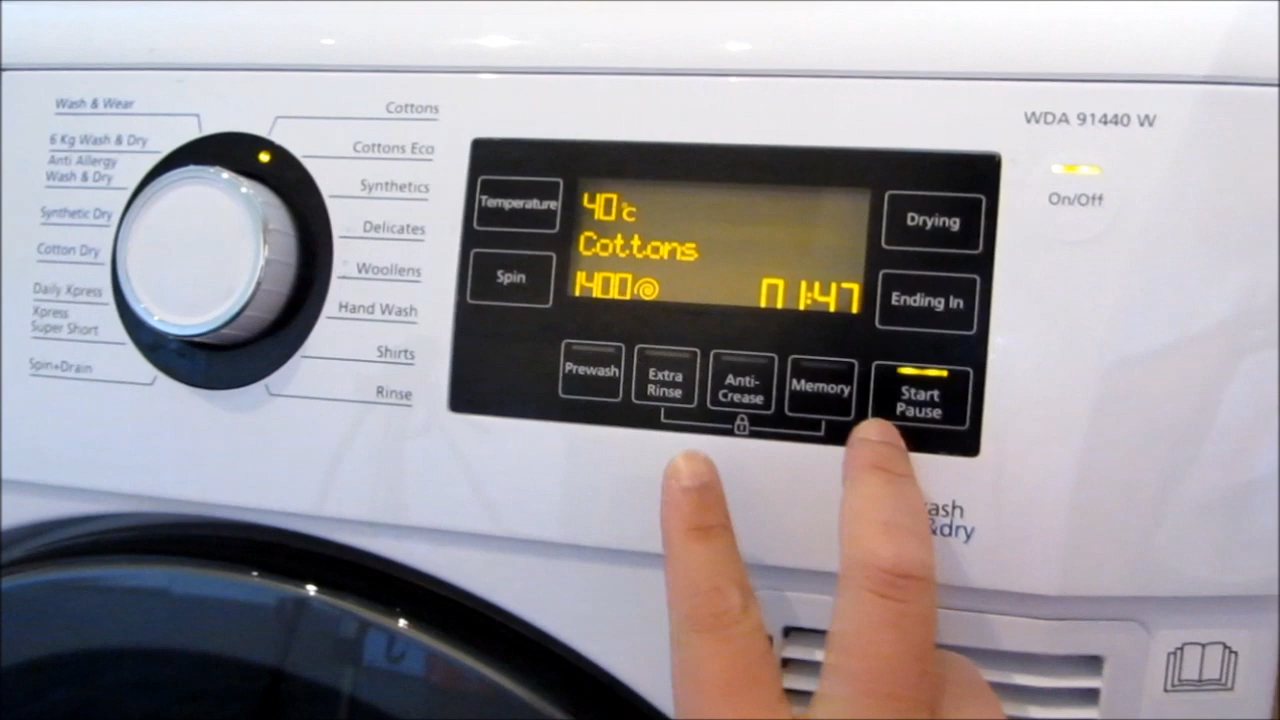 Wash & Wear
6 Kg Wash & Dry
Anti Allergy
Wash & Dry
Synthetic Dry
Cotton Dry
Daily Xpress
Xpress
Super Short
Spin+Drain
Cottons
Cottons Eco
Synthetics
Delicates
Woollens
Hand Wash
Shirts
Rinse
Temperature
Spin
40°c
Cottons
1400 01:47
Drying
Ending In
Prewash
Extra
Rinse
Anti-
Crease
Memory
Start
Pause
WDA 91440 W
On/Off
&dry